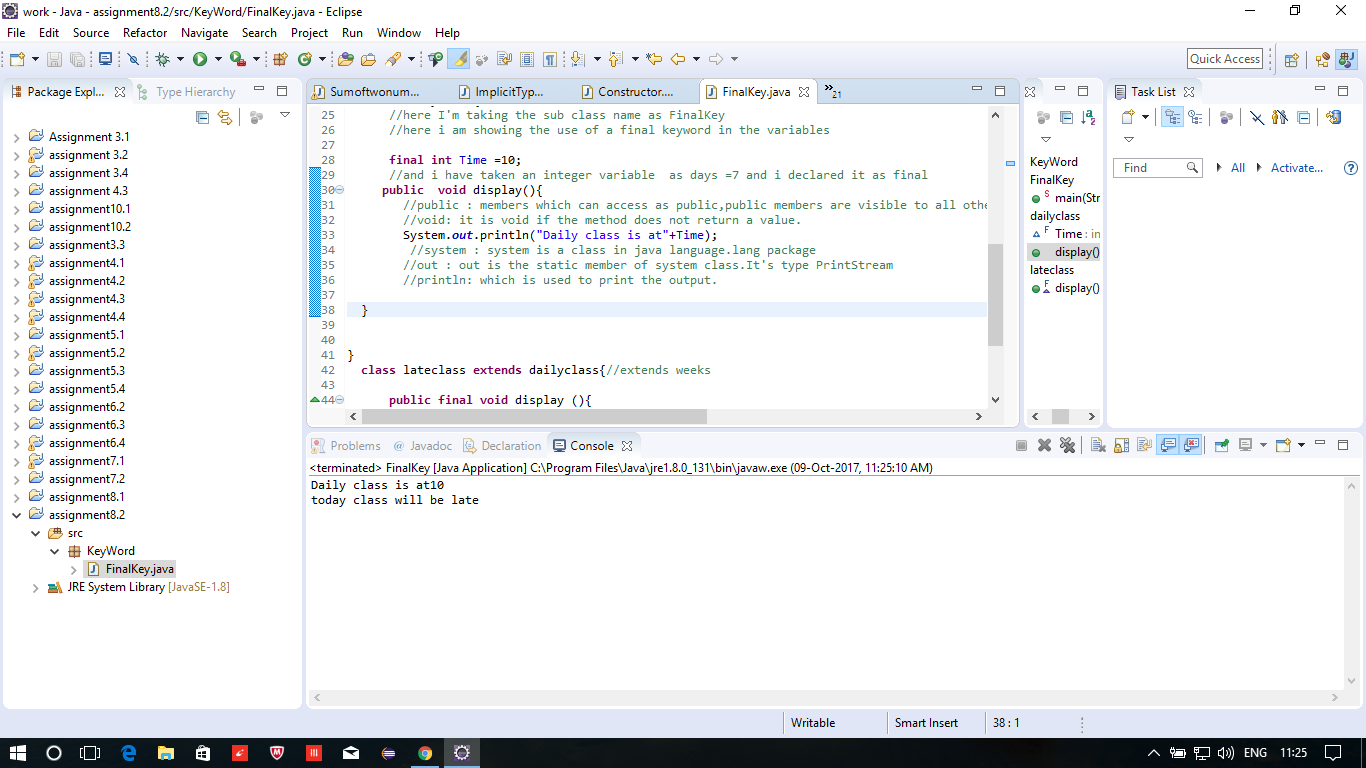 work - Java - assignment8.2/src/KeyWord/FinalKey.java - Eclipse
File Edit Source Refactor Navigate Search Project Run Window Help
Quick Access
Package Expl... Type Hierarchy
Assignment 3.1
assignment 3.2
assignment 3.4
assignment 4.3
assignment10.1
assignment10.2
assignment3.3
assignment4.1
assignment4.2
assignment4.3
assignment4.4
assignment5.1
assignment5.2
assignment5.3
assignment5.4
assignment6.2
assignment6.3
assignment6.4
assignment7.1
assignment7.2
assignment8.1
assignment8.2
src
KeyWord
FinalKey.java
JRE System Library [JavaSE-1.8]
Sumoftwonum... ImplicitTyp... Constructor.... FinalKey.java »21
25 //here I'm taking the sub class name as FinalKey
26 //here i am showing the use of a final keyword in the variables
27
28 final int Time =10;
29 //and i have taken an integer variable  as days =7 and i declared it as final
30 public  void display(){
31 //public : members which can access as public,public members are visible to all othe
32 //void: it is void if the method does not return a value.
33 System.out.println("Daily class is at"+Time);
34 //system : system is a class in java language.lang package
35 //out : out is the static member of system class.It's type PrintStream
36 //println: which is used to print the output.
37
38 }
39
40
41 }
42 class lateclass extends dailyclass{//extends weeks
43
44 public final void display (){
KeyWord
FinalKey
S main(Str
dailyclass
F Time : in
display()
lateclass
F display()
Task List
Find All Activate...
Problems @ Javadoc Declaration Console
<terminated> FinalKey [Java Application] C:\Program Files\Java\jre1.8.0_131\bin\javaw.exe (09-Oct-2017, 11:25:10 AM)
Daily class is at10
today class will be late
Writable Smart Insert 38 : 1
ENG 11:25